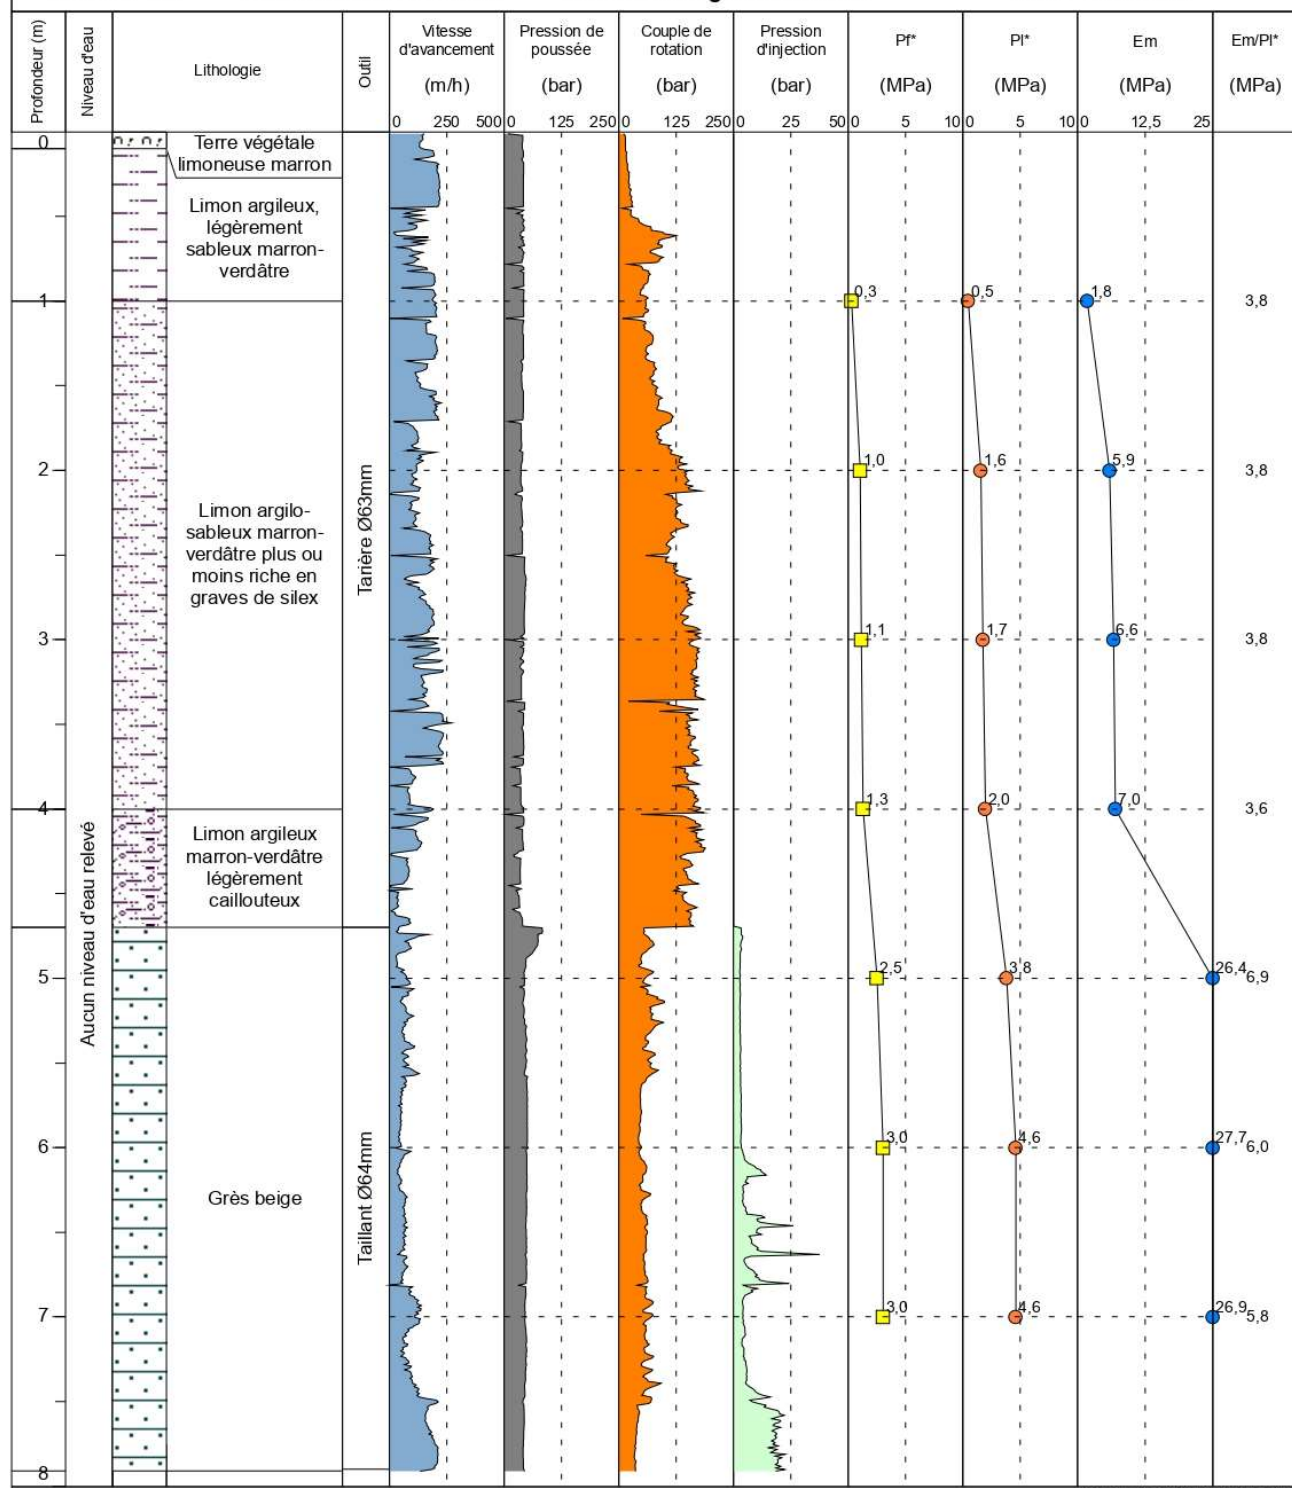 Profondeur (m)
Niveau d'eau
Lithologie
Outil
Vitesse
d'avancement
(m/h)
Pression de
poussée
(bar)
Couple de
rotation
(bar)
Pression
d'injection
(bar)
Pf*
(MPa)
Pl*
(MPa)
Em
(MPa)
Em/Pl*
(MPa)
0 250 500
0 125 250
0 125 250
0 25 50
0 5 10
0 5 10
0 12,5 25
0
Terre végétale
limoneuse marron
Limon argileux,
légèrement
sableux marron-
verdâtre
1
0,3 0,5 1,8 3,8
2
1,0 1,6 5,9 3,8
Limon argilo-
sableux marron-
verdâtre plus ou
moins riche en
graves de silex
Tarière Ø63mm
3
1,1 1,7 6,6 3,8
4
1,3 2,0 7,0 3,6
Limon argileux
marron-verdâtre
légèrement
caillouteux
Aucun niveau d'eau relevé
5
2,5 3,8 26,4 6,9
6
3,0 4,6 27,7 6,0
Grès beige
Taillant Ø64mm
7
3,0 4,6 26,9 5,8
8